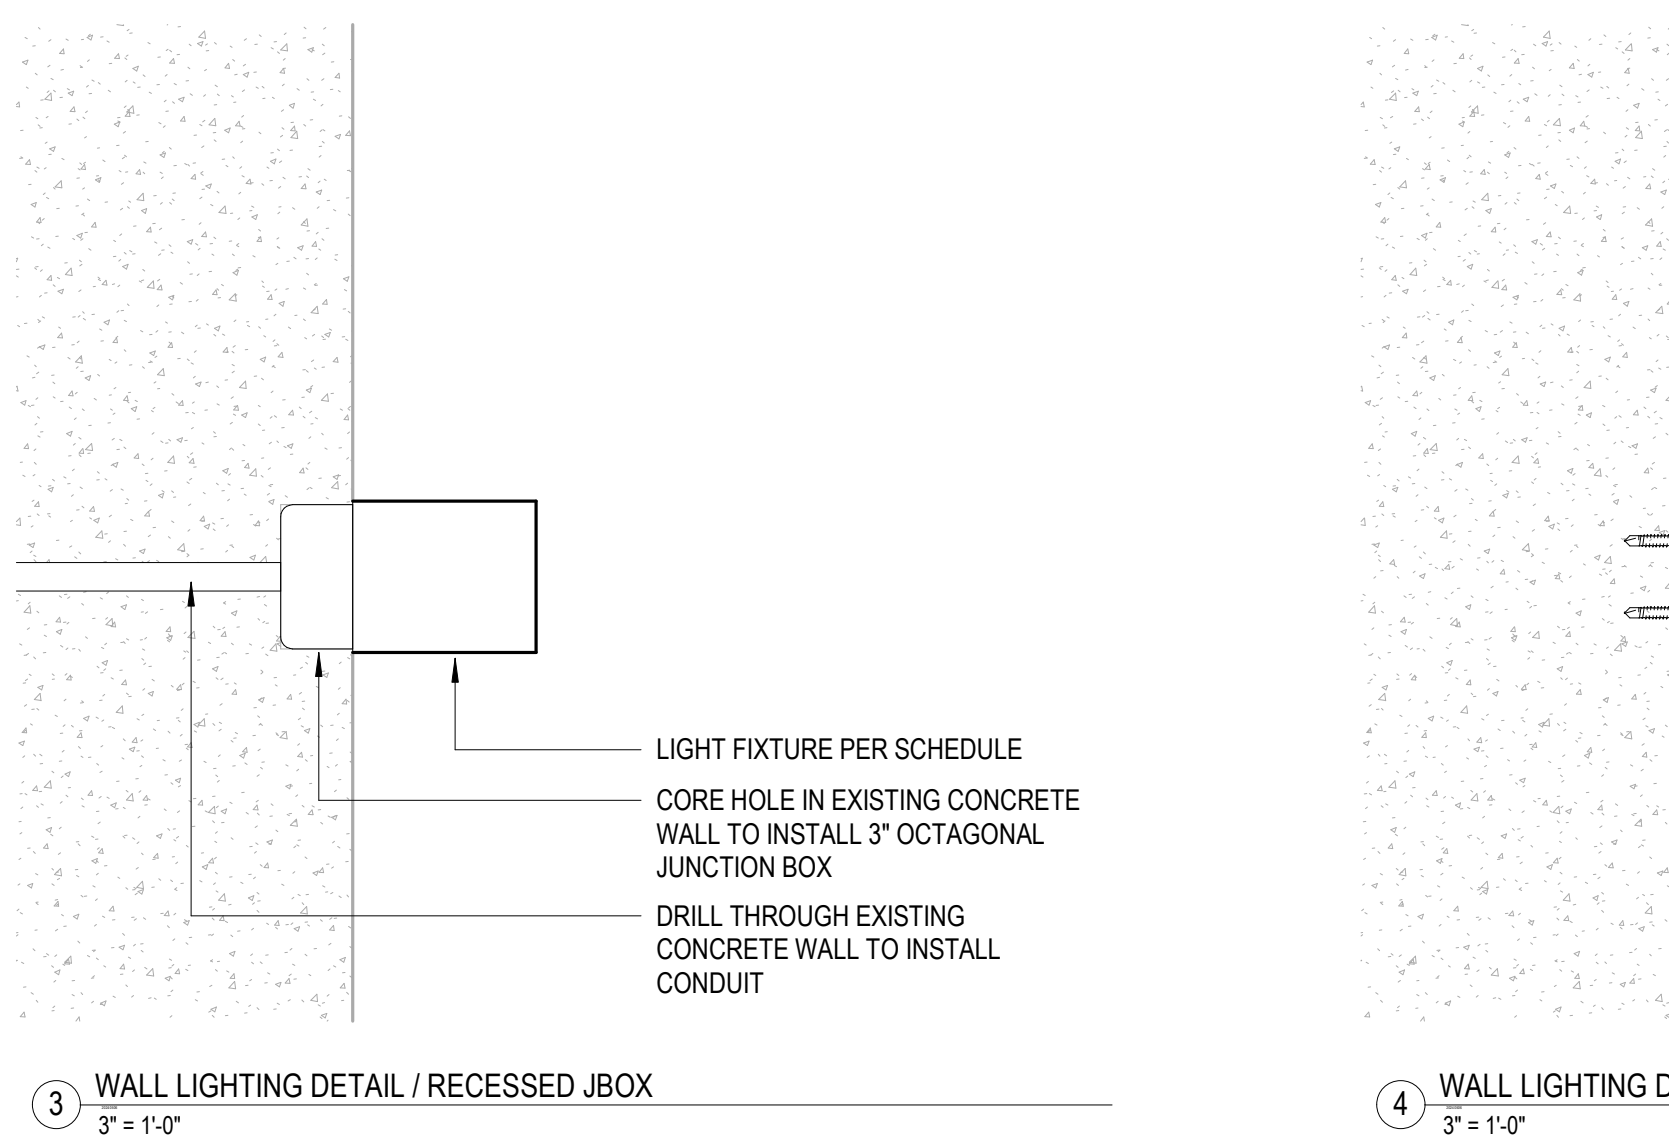 LIGHT FIXTURE PER SCHEDULE
CORE HOLE IN EXISTING CONCRETE
WALL TO INSTALL 3" OCTAGONAL
JUNCTION BOX
DRILL THROUGH EXISTING
CONCRETE WALL TO INSTALL
CONDUIT
3
WALL LIGHTING DETAIL / RECESSED JBOX
3" = 1'-0"
4
WALL LIGHTING
3" = 1'-0"